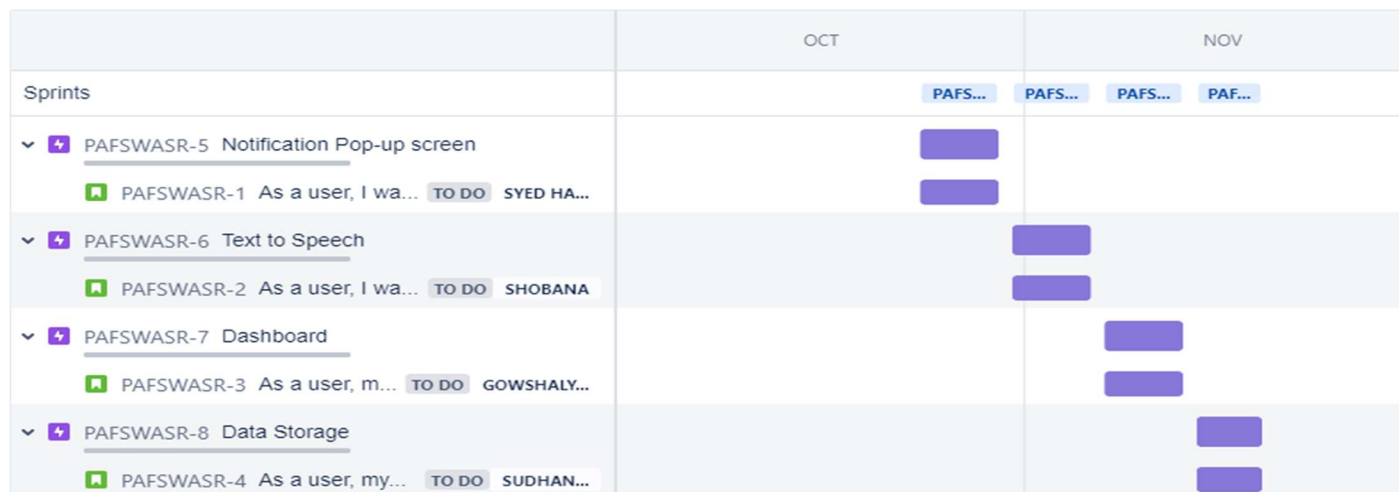 OCT NOV
Sprints PAFS... PAFS... PAFS... PAF...
PAFSWASR-5 Notification Pop-up screen
PAFSWASR-1 As a user, I wa... TO DO SYED HA...
PAFSWASR-6 Text to Speech
PAFSWASR-2 As a user, I wa... TO DO SHOBANA
PAFSWASR-7 Dashboard
PAFSWASR-3 As a user, m... TO DO GOWSHALY...
PAFSWASR-8 Data Storage
PAFSWASR-4 As a user, my... TO DO SUDHAN...